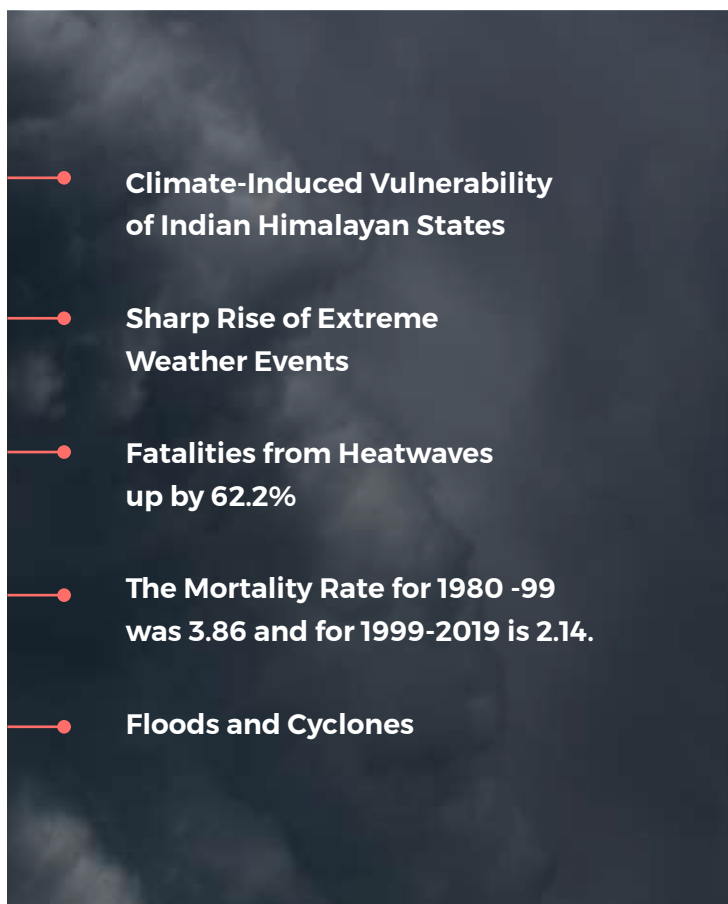 Climate-Induced Vulnerability
of Indian Himalayan States
Sharp Rise of Extreme
Weather Events
Fatalities from Heatwaves
up by 62.2%
The Mortality Rate for 1980 -99
was 3.86 and for 1999-2019 is 2.14.
Floods and Cyclones